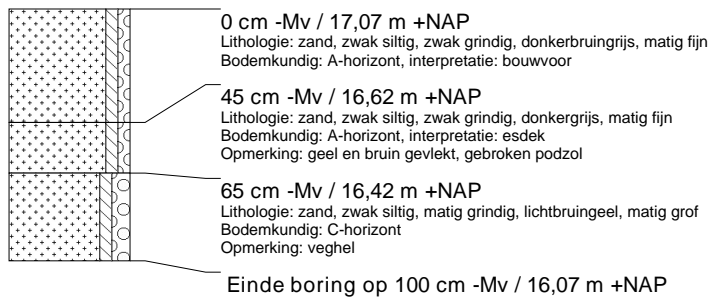 0 cm -Mv / 17,07 m +NAP
Lithologie: zand, zwak siltig, zwak grindig, donkerbruingrijs, matig fijn
Bodemkundig: A-horizont, interpretatie: bouwvoor
45 cm -Mv / 16,62 m +NAP
Lithologie: zand, zwak siltig, zwak grindig, donkergrijs, matig fijn
Bodemkundig: A-horizont, interpretatie: esdek
Opmerking: geel en bruin gevlekt, gebroken podzol
65 cm -Mv / 16,42 m +NAP
Lithologie: zand, zwak siltig, matig grindig, lichtbruingeel, matig grof
Bodemkundig: C-horizont
Opmerking: veghel
Einde boring op 100 cm -Mv / 16,07 m +NAP